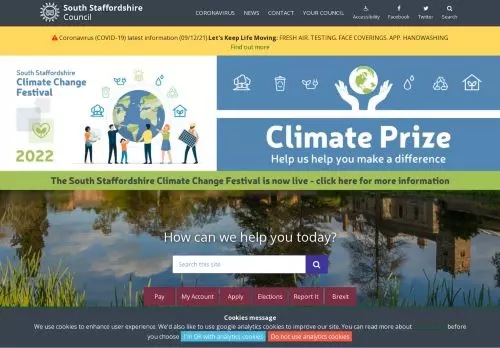 South Staffordshire
Council
CORONAVIRUS NEWS CONTACT YOUR COUNCIL
Accessibility Facebook Twitter Search
Coronavirus (COVID-19) latest information (09/12/21) Let's Keep Life Moving: FRESH AIR. TESTING. FACE COVERINGS. APP. HANDWASHING
Find out more
South Staffordshire
Climate Change
Festival
2022
Climate Prize
Help us help you make a difference
The South Staffordshire Climate Change Festival is now live - click here for more information
How can we help you today?
Search this site
Pay My Account Apply Elections Report It Brexit
Cookies message
We use cookies to enhance user experience. We'd also like to use google analytics cookies to improve our site. You can read more about
before
you choose I'm OK with analytics cookies Do not use analytics cookies